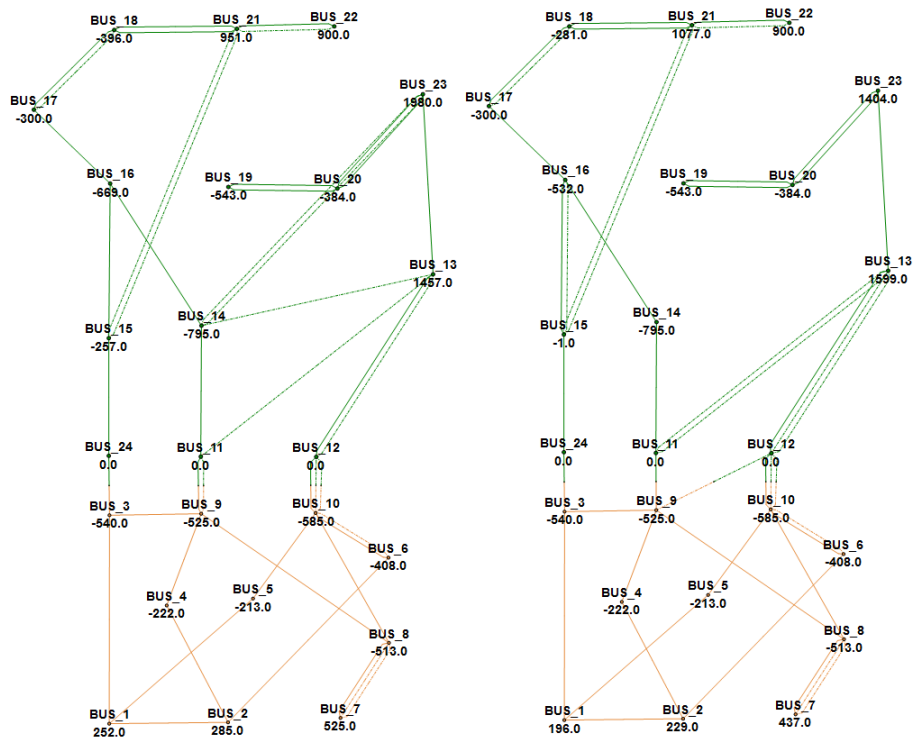 BUS_18
-396.0
BUS_21
951.0
BUS_22
900.0
BUS_17
-300.0
BUS_23
1980.0
BUS_16
-669.0
BUS_19
-543.0
BUS_20
-384.0
BUS_13
1457.0
BUS_15
-257.0
BUS_14
-795.0
BUS_24
0.0
BUS_11
0.0
BUS_12
0.0
BUS_3
-540.0
BUS_9
-525.0
BUS_10
-585.0
BUS_6
-408.0
BUS_4
-222.0
BUS_5
-213.0
BUS_8
-513.0
BUS_1
252.0
BUS_2
285.0
BUS_7
525.0
BUS_18
-281.0
BUS_21
1077.0
BUS_22
900.0
BUS_17
-300.0
BUS_23
1404.0
BUS_16
-532.0
BUS_19
-543.0
BUS_20
-384.0
BUS_13
1599.0
BUS_15
-1.0
BUS_14
-795.0
BUS_24
0.0
BUS_11
0.0
BUS_12
0.0
BUS_3
-540.0
BUS_9
-525.0
BUS_10
-585.0
BUS_6
-408.0
BUS_4
-222.0
BUS_5
-213.0
BUS_8
-513.0
BUS_1
196.0
BUS_2
229.0
BUS_7
437.0